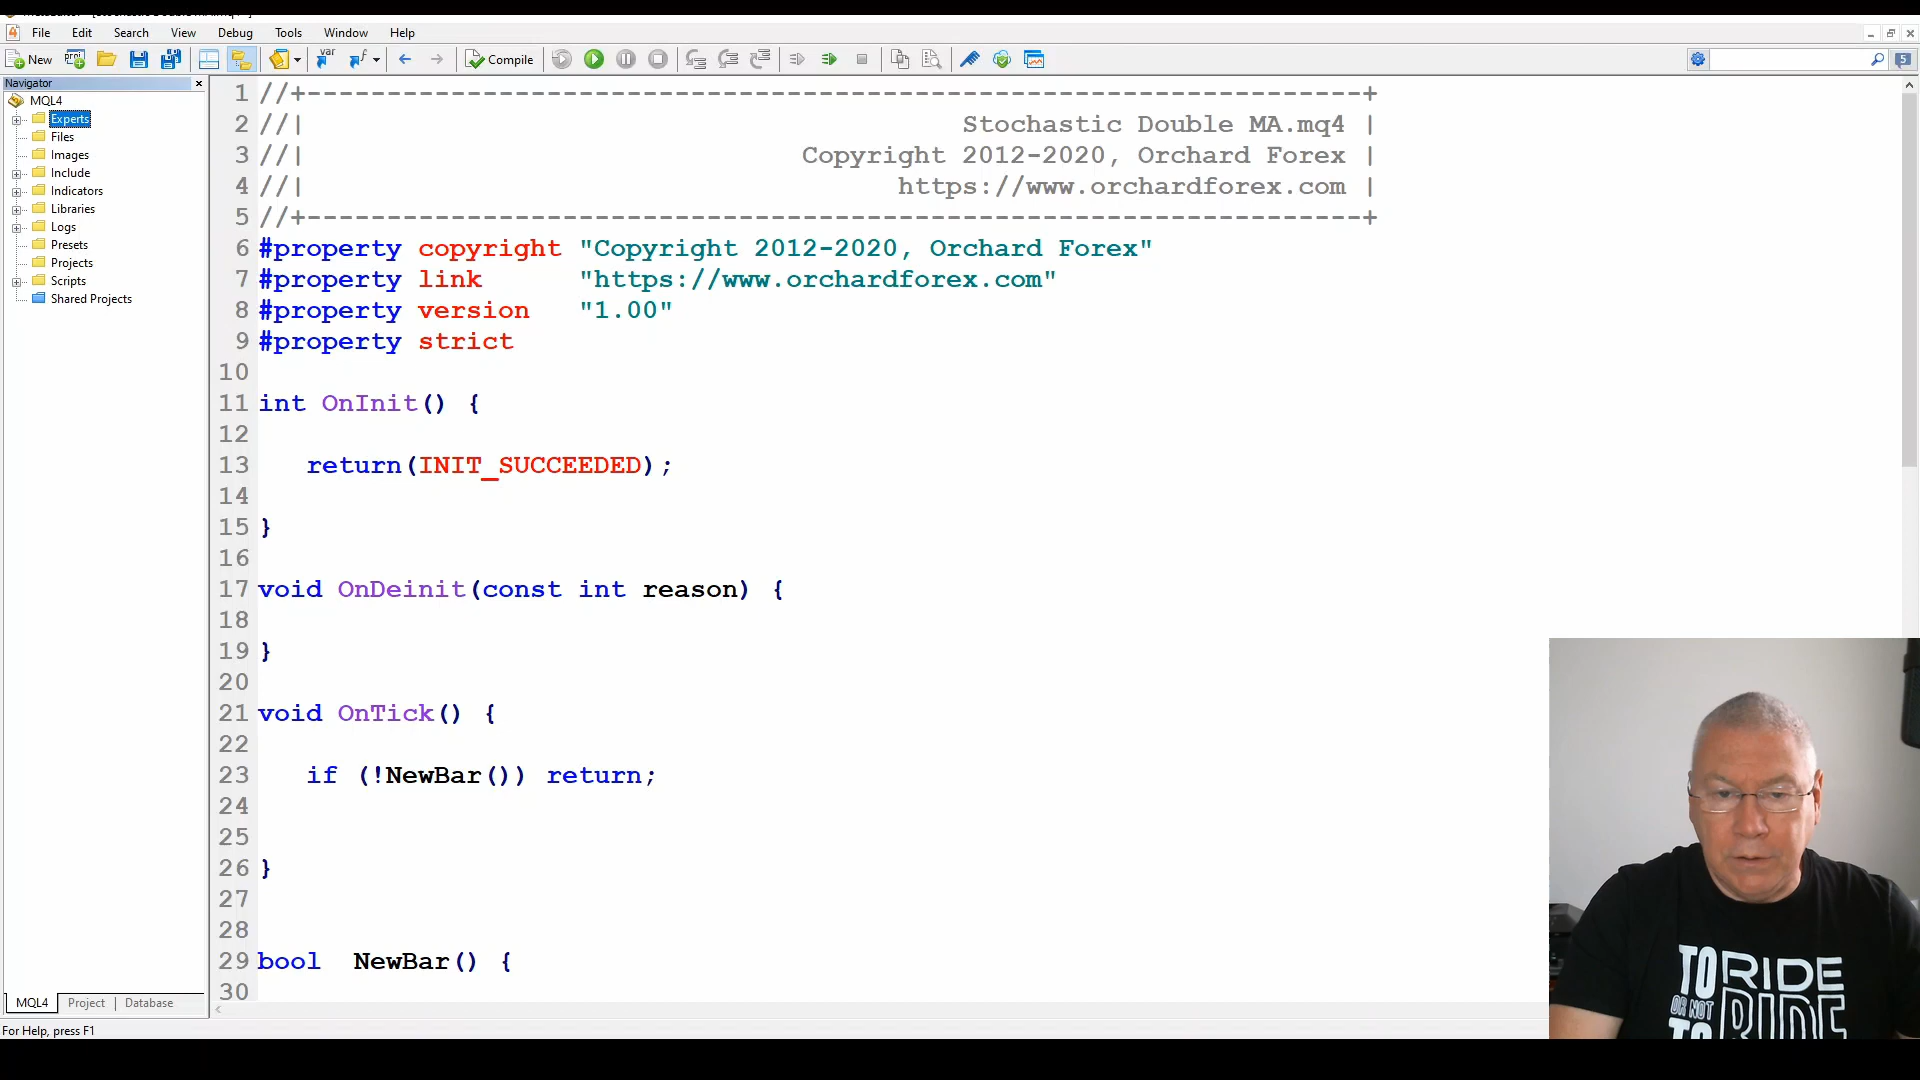 File Edit Search View Debug Tools Window Help
New Compile 5
Navigator
MQL4
Experts
Files
Images
Include
Indicators
Libraries
Logs
Presets
Projects
Scripts
Shared Projects
1 //+------------------------------------------------------------------+
2 //| Stochastic Double MA.mq4 |
3 //| Copyright 2012-2020, Orchard Forex |
4 //| https://www.orchardforex.com |
5 //+------------------------------------------------------------------+
6 #property copyright "Copyright 2012-2020, Orchard Forex"
7 #property link "https://www.orchardforex.com"
8 #property version "1.00"
9 #property strict
10
11 int OnInit() {
12
13 return(INIT_SUCCEEDED);
14
15 }
16
17 void OnDeinit(const int reason) {
18
19 }
20
21 void OnTick() {
22
23 if (!NewBar()) return;
24
25
26 }
27
28
29 bool NewBar() {
30
MQL4 Project Database
For Help, press F1
TO RIDE
OR NOT
TO RIDE